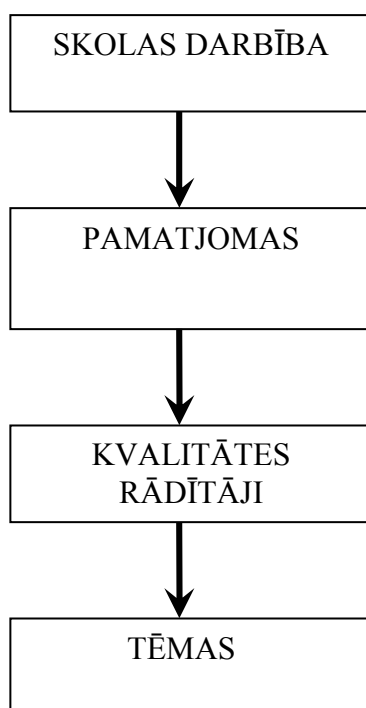 SKOLAS DARBĪBA
PAMATJOMAS
KVALITĀTES
RĀDĪTĀJI
TĒMAS